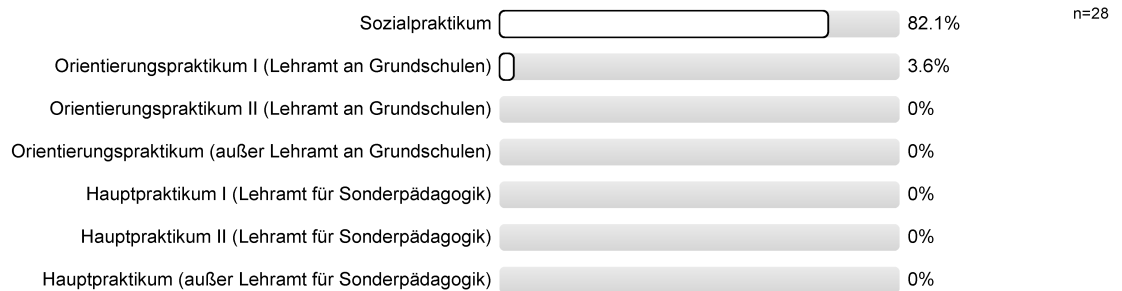 Sozialpraktikum 82.1% n=28
Orientierungspraktikum I (Lehramt an Grundschulen) 3.6%
Orientierungspraktikum II (Lehramt an Grundschulen) 0%
Orientierungspraktikum (außer Lehramt an Grundschulen) 0%
Hauptpraktikum I (Lehramt für Sonderpädagogik) 0%
Hauptpraktikum II (Lehramt für Sonderpädagogik) 0%
Hauptpraktikum (außer Lehramt für Sonderpädagogik) 0%